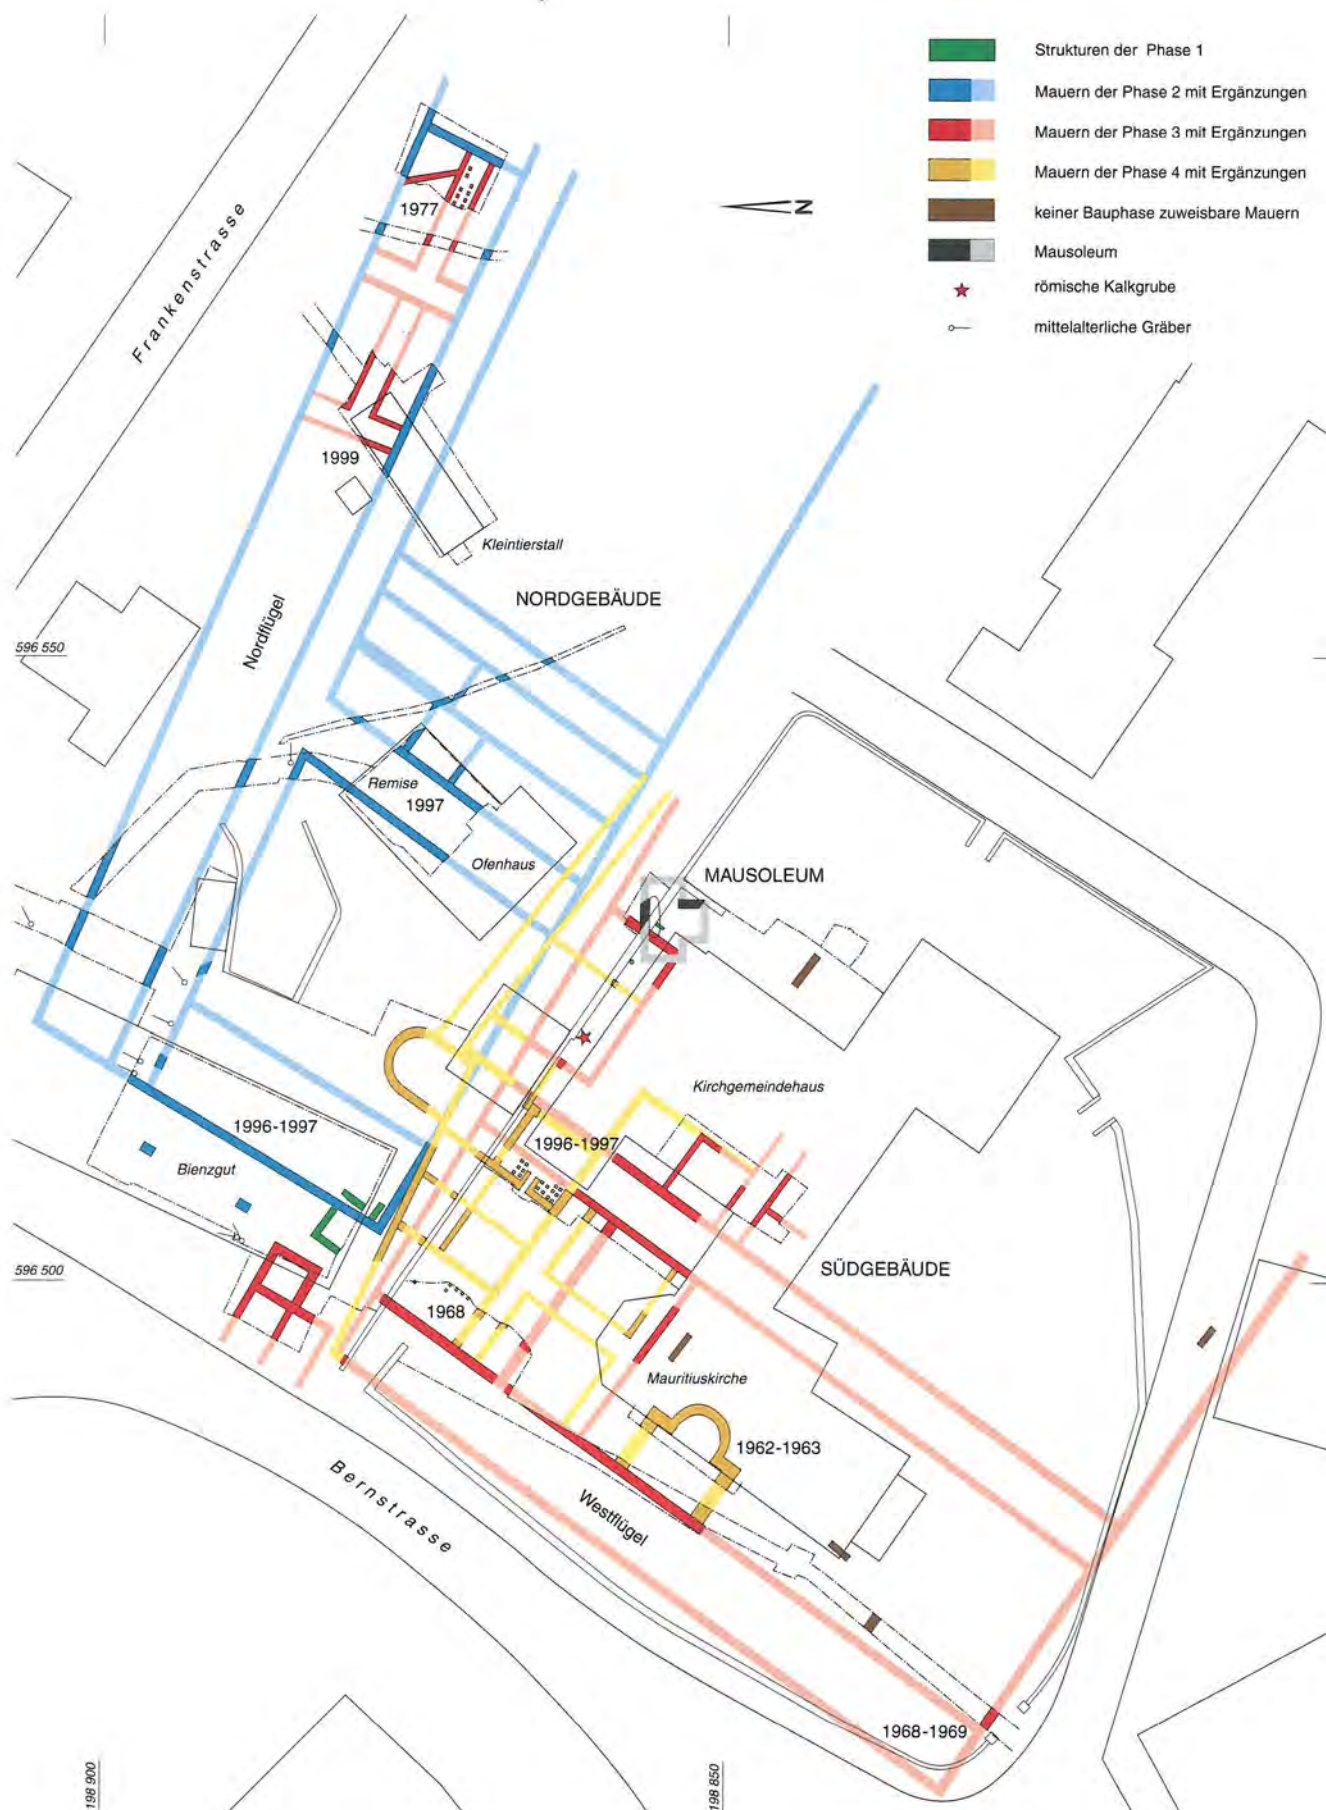 Strukturen der Phase 1
Mauern der Phase 2 mit Ergänzungen
Mauern der Phase 3 mit Ergänzungen
Mauern der Phase 4 mit Ergänzungen
keiner Bauphase zuweisbare Mauern
Mausoleum
römische Kalkgrube
mittelalterliche Gräber
N
Frankenstrasse
1977
1999
Kleintierstall
NORDGEBÄUDE
Nordflügel
596 550
Remise
1997
Ofenhaus
MAUSOLEUM
Kirchgemeindehaus
1996-1997
1996-1997
Bienzgut
SÜDGEBÄUDE
596 500
1968
Mauritiuskirche
1962-1963
Westflügel
Bernstrasse
1968-1969
198 900
198 850